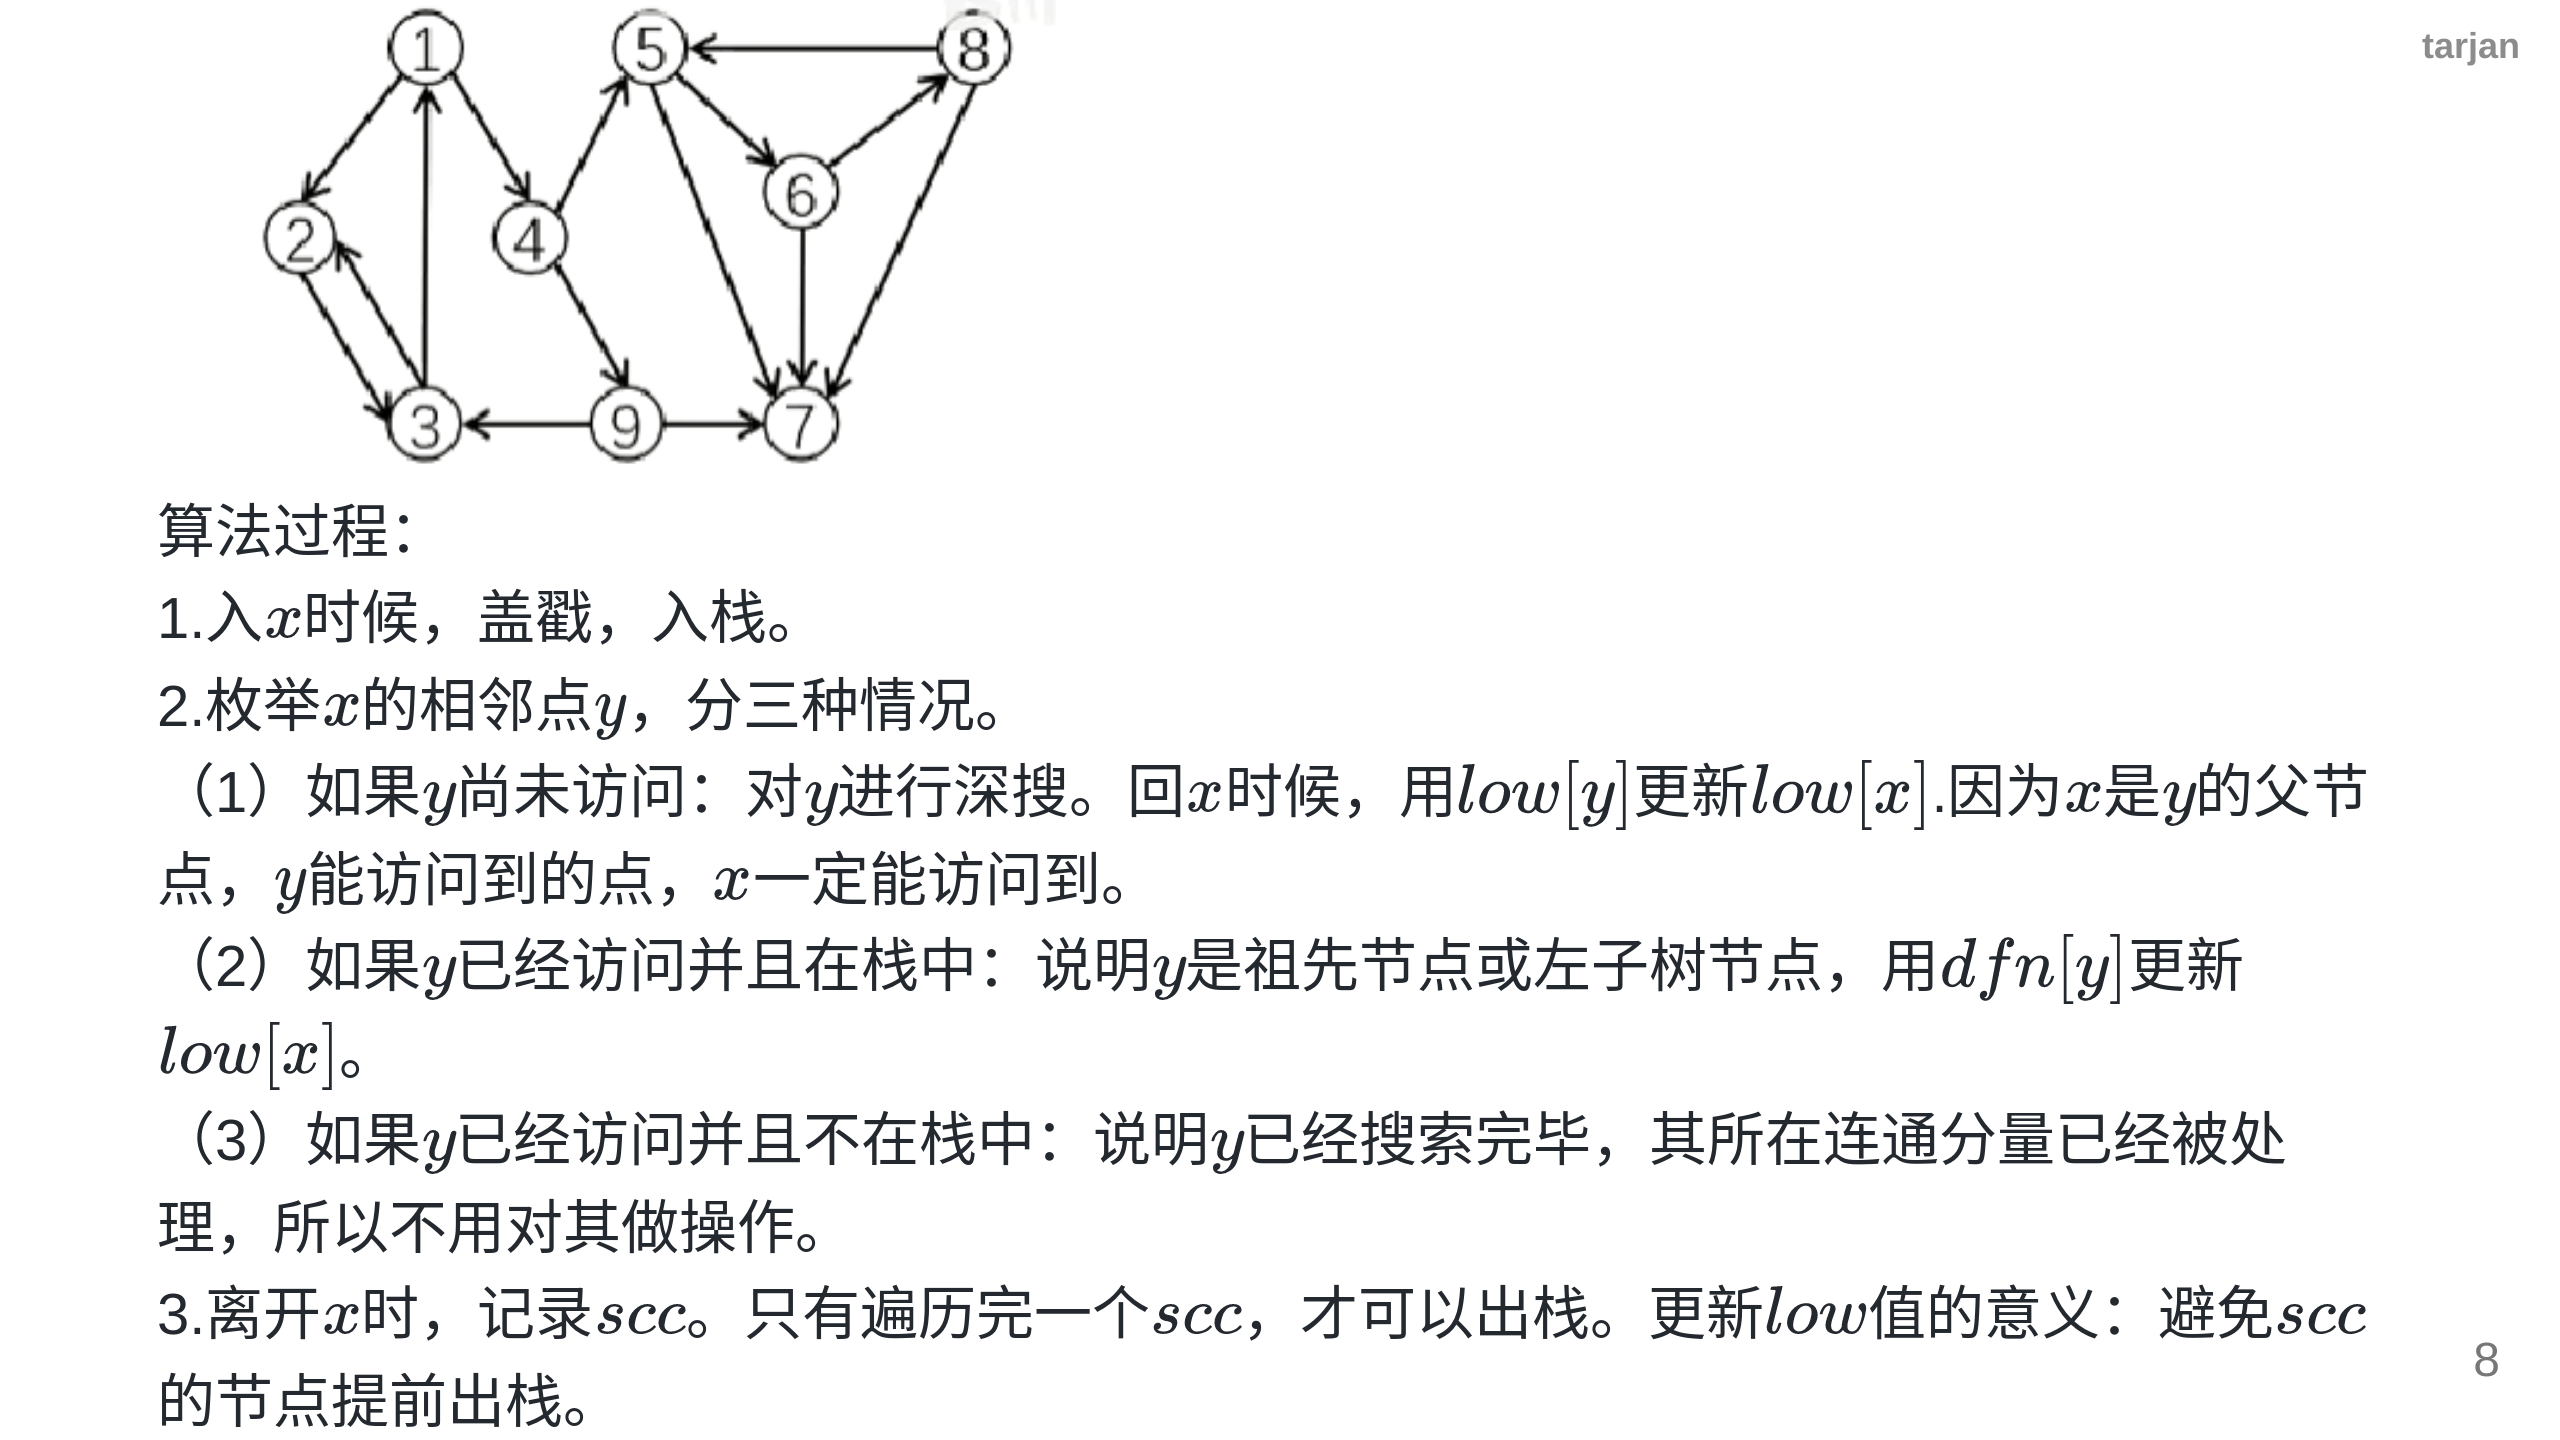 tarjan
1
5
8
6
2
4
3
9
7
算法过程：
1.入x时候，盖戳，入栈。
2.枚举x的相邻点y，分三种情况。
（1）如果y尚未访问：对y进行深搜。回x时候，用low[y]更新low[x].因为x是y的父节
点，y能访问到的点，x一定能访问到。
（2）如果y已经访问并且在栈中：说明y是祖先节点或左子树节点，用dfn[y]更新
low[x]。
（3）如果y已经访问并且不在栈中：说明y已经搜索完毕，其所在连通分量已经被处
理，所以不用对其做操作。
3.离开x时，记录scc。只有遍历完一个scc，才可以出栈。更新low值的意义：避免scc
的节点提前出栈。
8